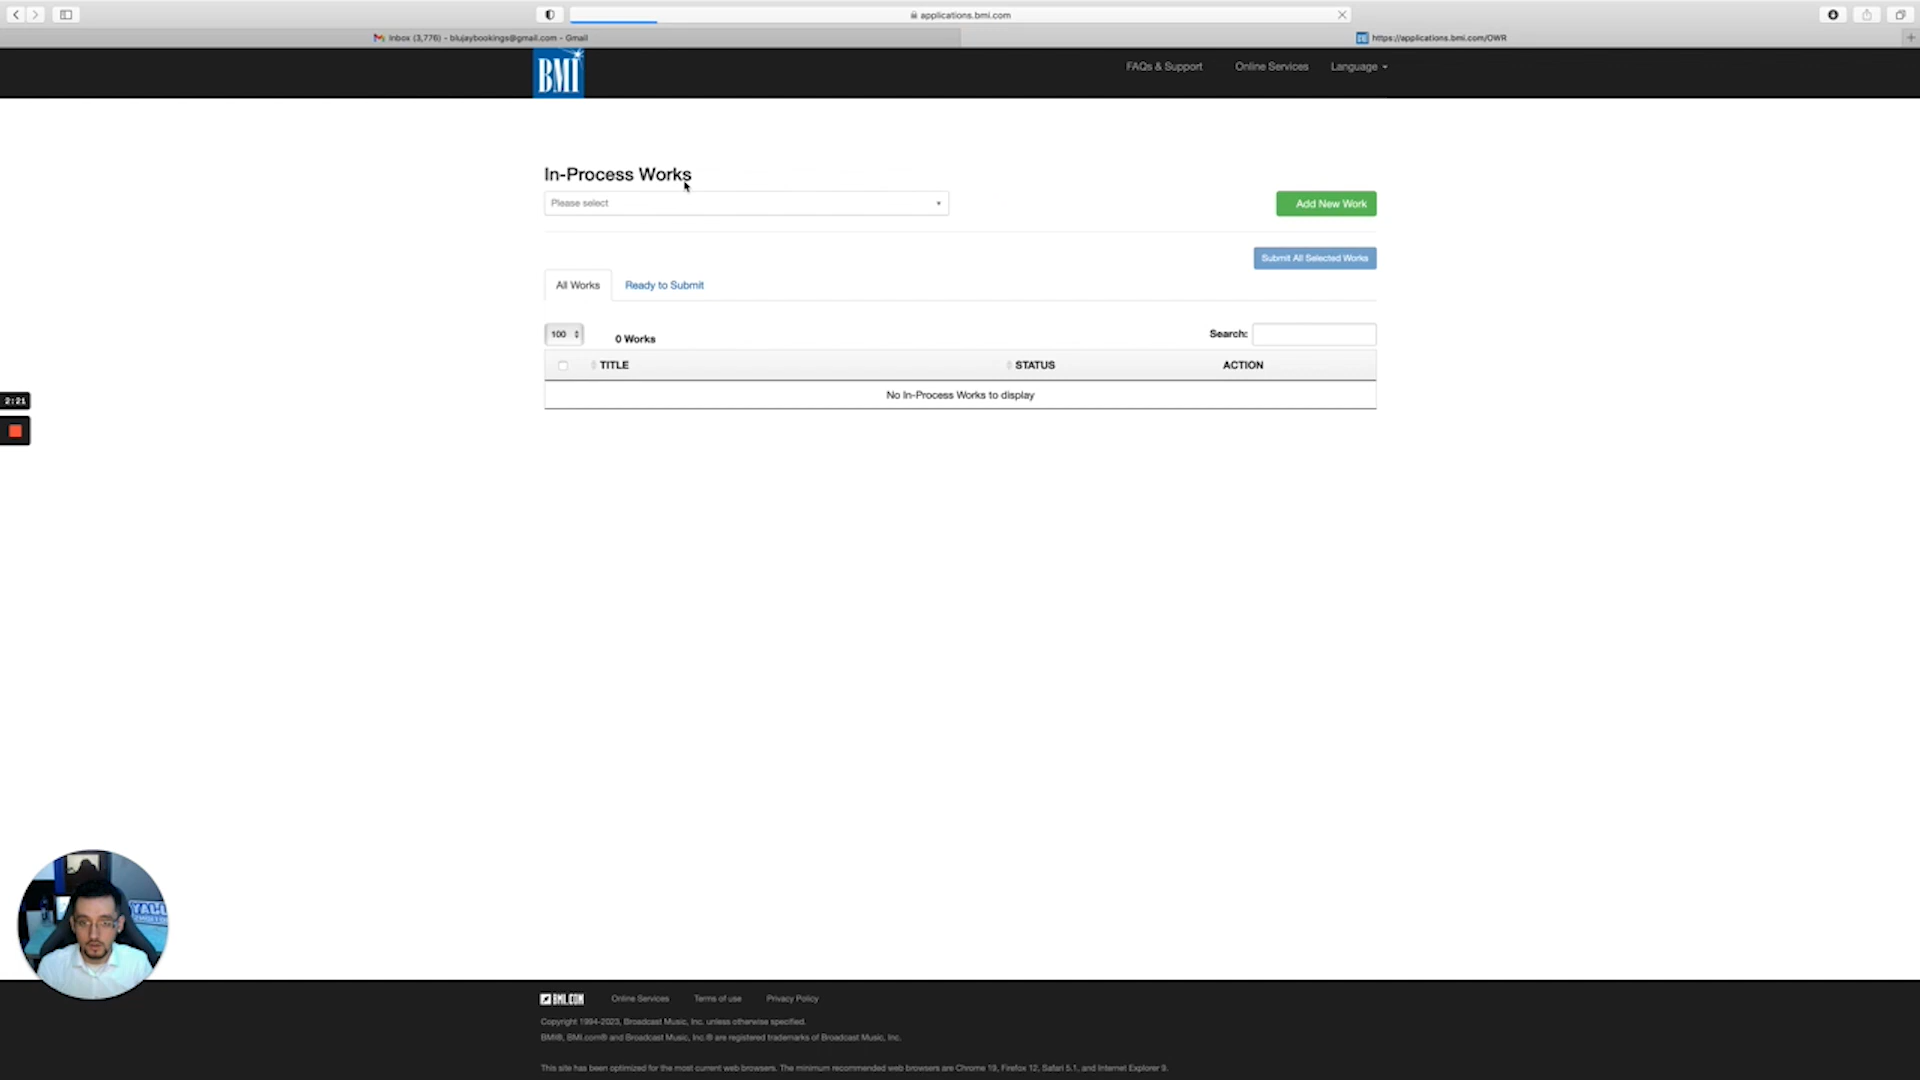 applications.bmi.com
Inbox (3,776) - blujaybookings@gmail.com - Gmail
https://applications.bmi.com/OWR
BMI
FAQs & Support
Online Services
Language
In-Process Works
Please select
Add New Work
Submit All Selected Works
All Works
Ready to Submit
100
0 Works
Search:
TITLE
STATUS
ACTION
No In-Process Works to display
2:21
BMI.COM
Online Services
Terms of use
Privacy Policy
Copyright 1994-2023, Broadcast Music, Inc. unless otherwise specified.
BMI®, BMI.com® and Broadcast Music, Inc.® are registered trademarks of Broadcast Music, Inc.
This site has been optimized for the most current web browsers. The minimum recommended web browsers are Chrome 19, Firefox 12, Safari 5.1, and Internet Explorer 9.